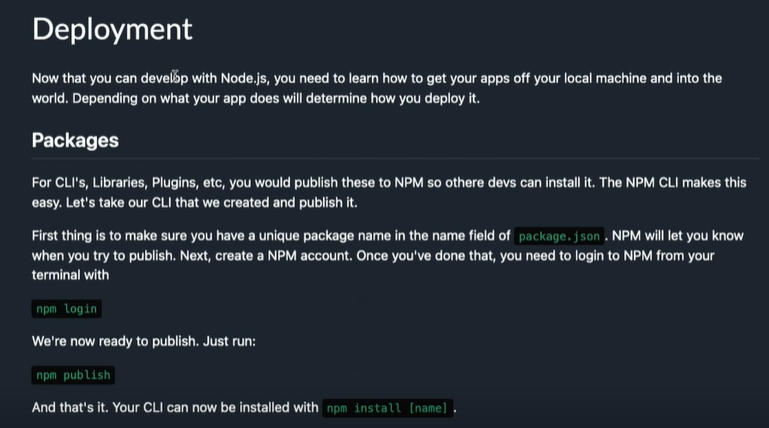 Deployment
Now that you can develop with Node.js, you need to learn how to get your apps off your local machine and into the
world. Depending on what your app does will determine how you deploy it.
Packages
For CLI's, Libraries, Plugins, etc, you would publish these to NPM so othere devs can install it. The NPM CLI makes this
easy. Let's take our CLI that we created and publish it.
First thing is to make sure you have a unique package name in the name field of package.json. NPM will let you know
when you try to publish. Next, create a NPM account. Once you've done that, you need to login to NPM from your
terminal with
npm login
We're now ready to publish. Just run:
npm publish
And that's it. Your CLI can now be installed with npm install [name].